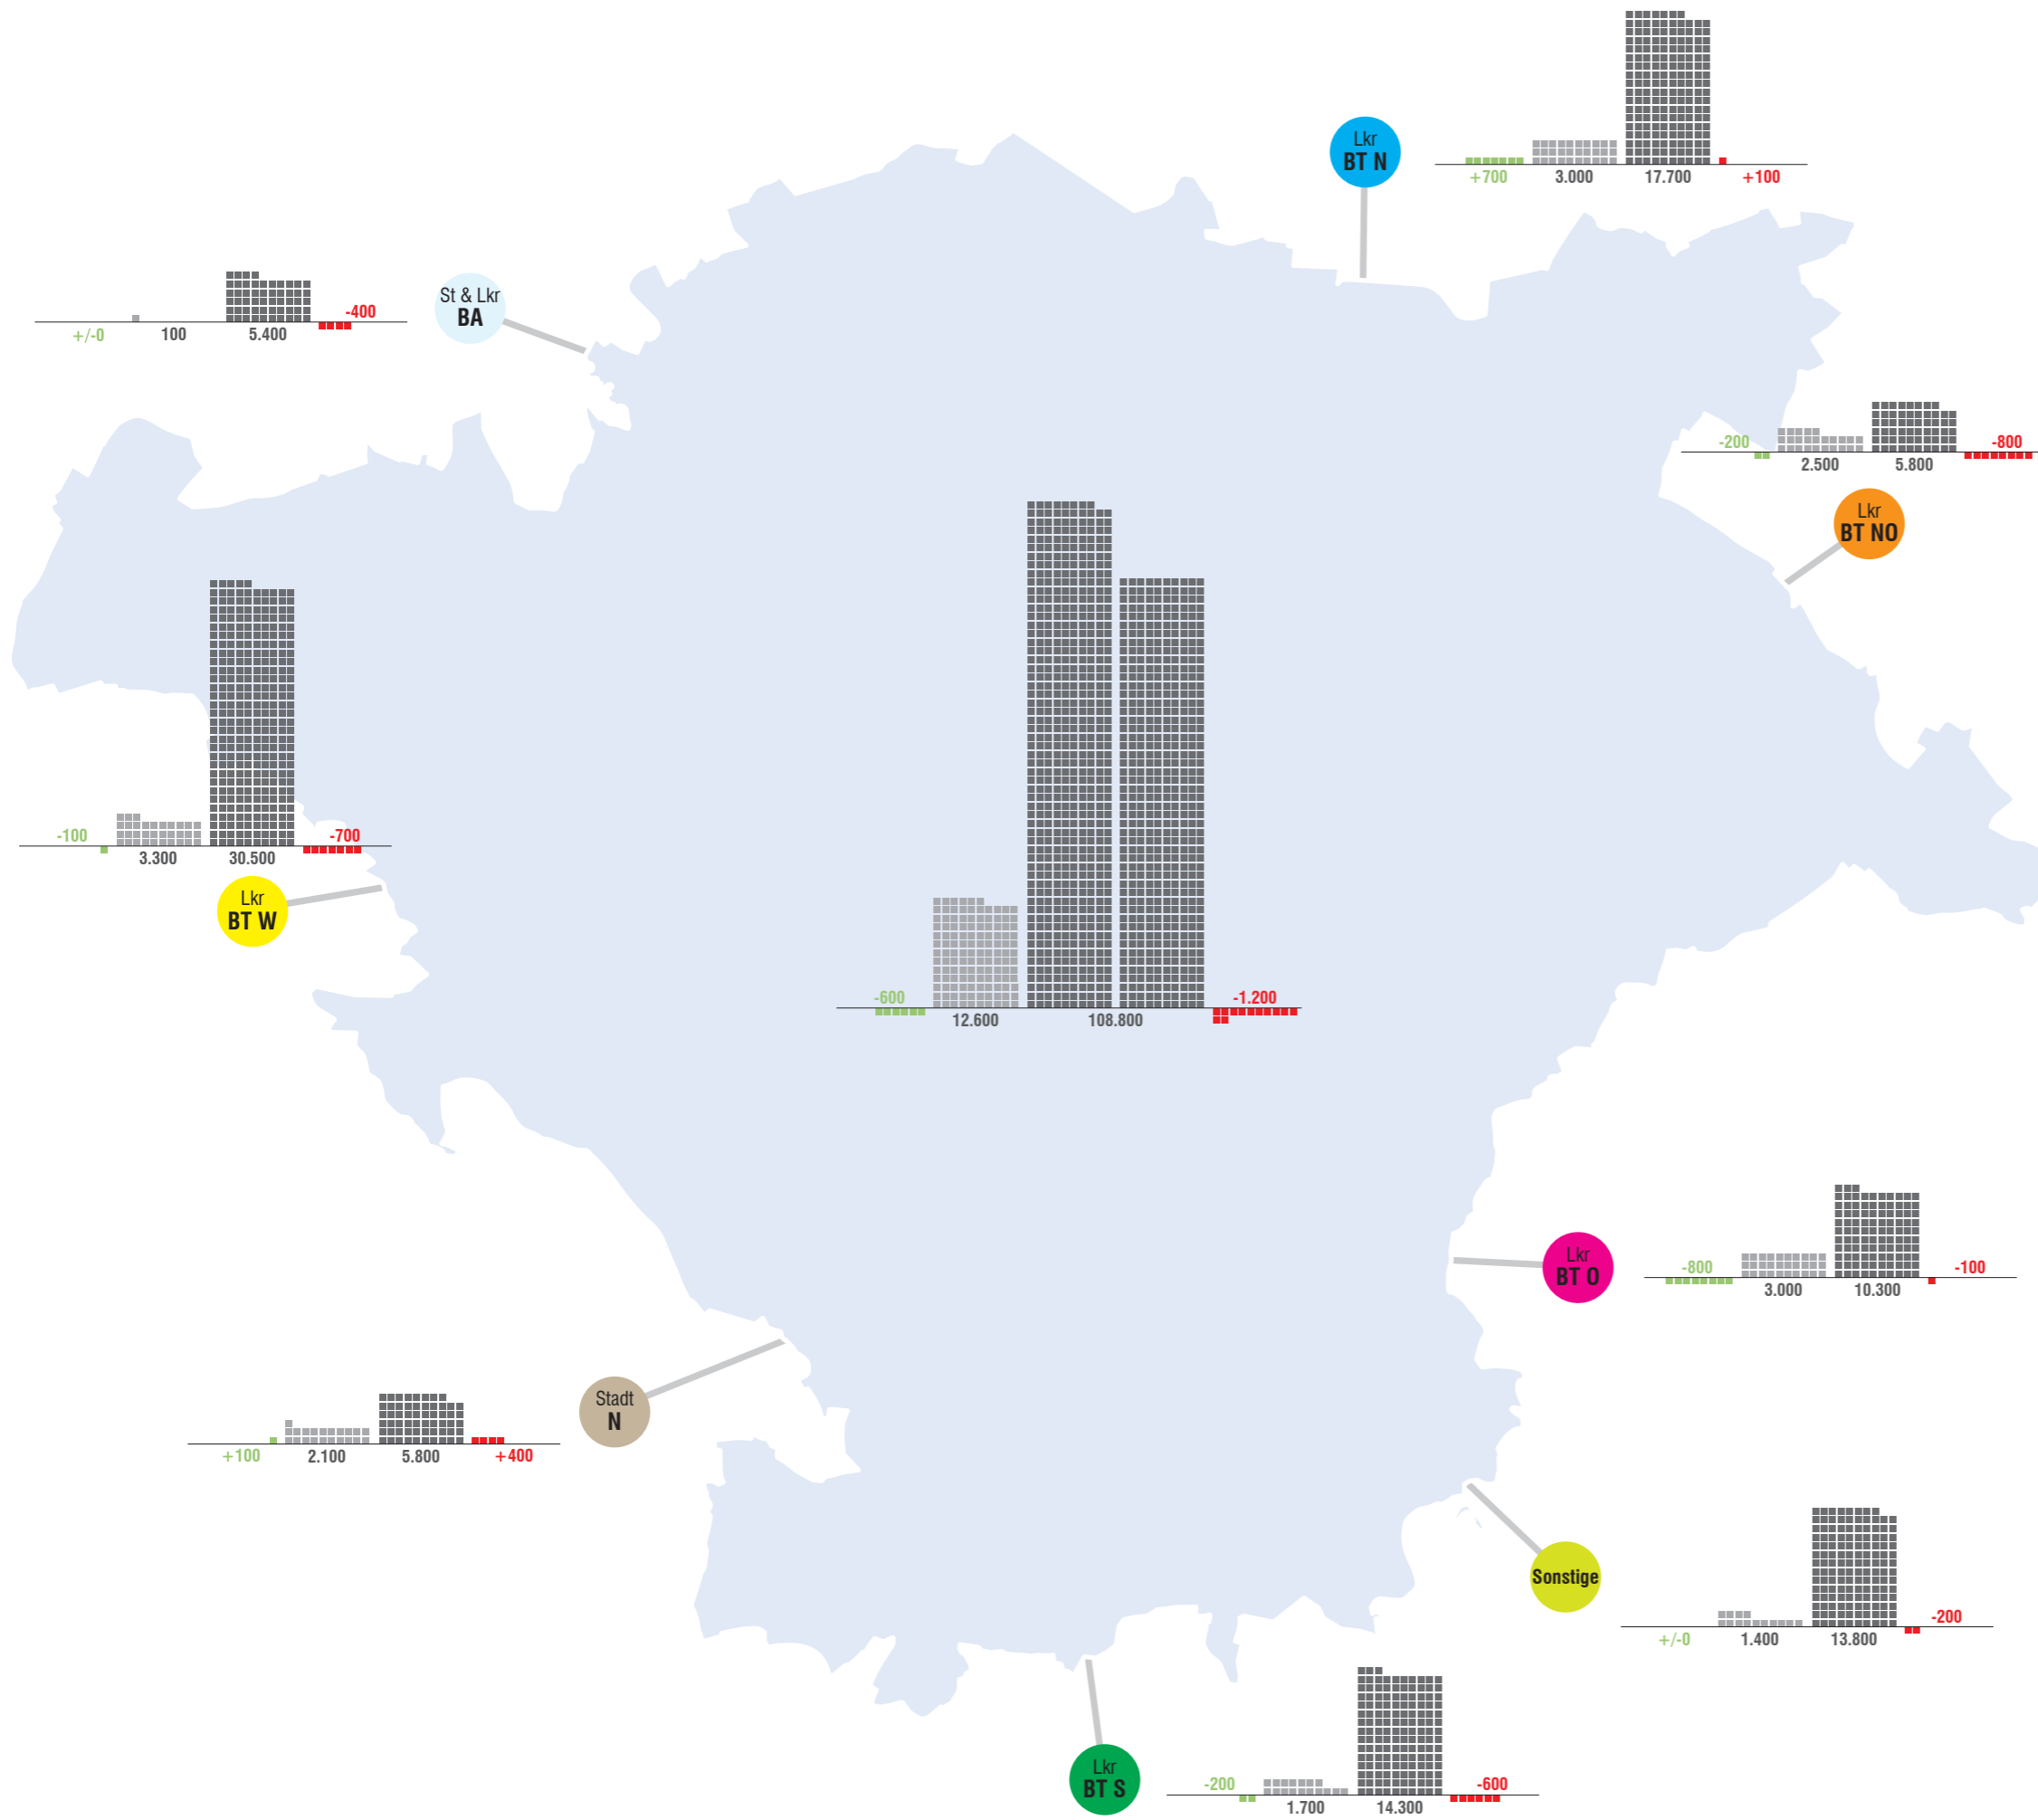 Lkr
BT N
+700 3.000 17.700 +100
St & Lkr
BA
-400
+/-0 100 5.400
-200 -800
2.500 5.800
Lkr
BT NO
-100 -700
3.300 30.500
Lkr
BT W
-600 -1.200
12.600 108.800
Lkr
BT O
-800 -100
3.000 10.300
Stadt
N
+100 2.100 5.800 +400
Sonstige
-200
+/-0 1.400 13.800
Lkr
BT S
-200 -600
1.700 14.300